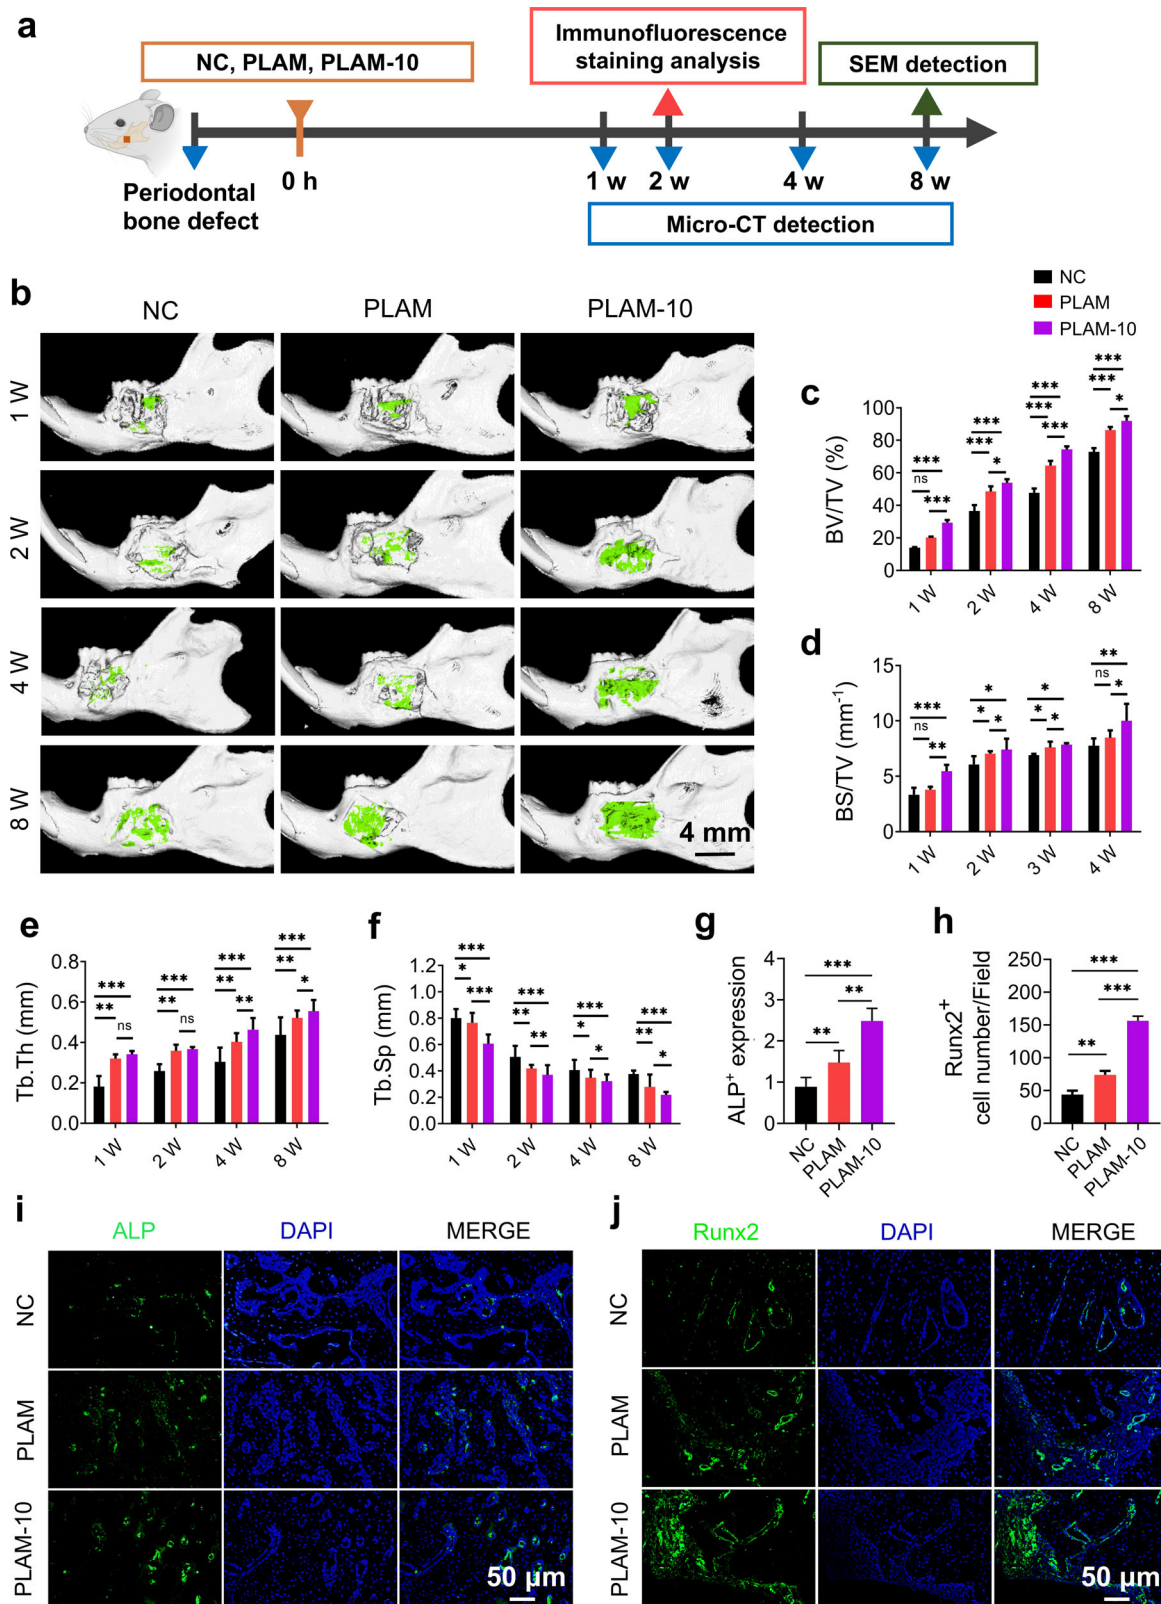 a
NC, PLAM, PLAM-10
Immunofluorescence
staining analysis
SEM detection
Periodontal
bone defect
0 h
1 w
2 w
4 w
8 w
Micro-CT detection
b
NC
PLAM
PLAM-10
1 W
2 W
4 W
8 W
4 mm
NC
PLAM
PLAM-10
c
BV/TV (%)
100
80
60
40
20
0
***
ns
***
***
***
*
***
***
***
***
***
*
1 W
2 W
4 W
8 W
d
BS/TV (mm-1)
15
10
5
0
***
ns
**
*
*
*
*
*
*
**
ns
*
1 W
2 W
3 W
4 W
e
Tb.Th (mm)
0.8
0.6
0.4
0.2
0.0
***
**
ns
***
**
ns
***
**
**
***
**
*
1 W
2 W
4 W
8 W
f
Tb.Sp (mm)
1.2
1.0
0.8
0.6
0.4
0.2
0.0
***
*
***
***
**
**
***
*
*
***
**
*
1 W
2 W
4 W
8 W
g
ALP+ expression
4
3
2
1
0
***
**
**
NC
PLAM
PLAM-10
h
Runx2+
cell number/Field
250
200
150
100
50
0
***
***
**
NC
PLAM
PLAM-10
i
ALP
DAPI
MERGE
NC
PLAM
PLAM-10
50 μm
j
Runx2
DAPI
MERGE
NC
PLAM
PLAM-10
50 μm